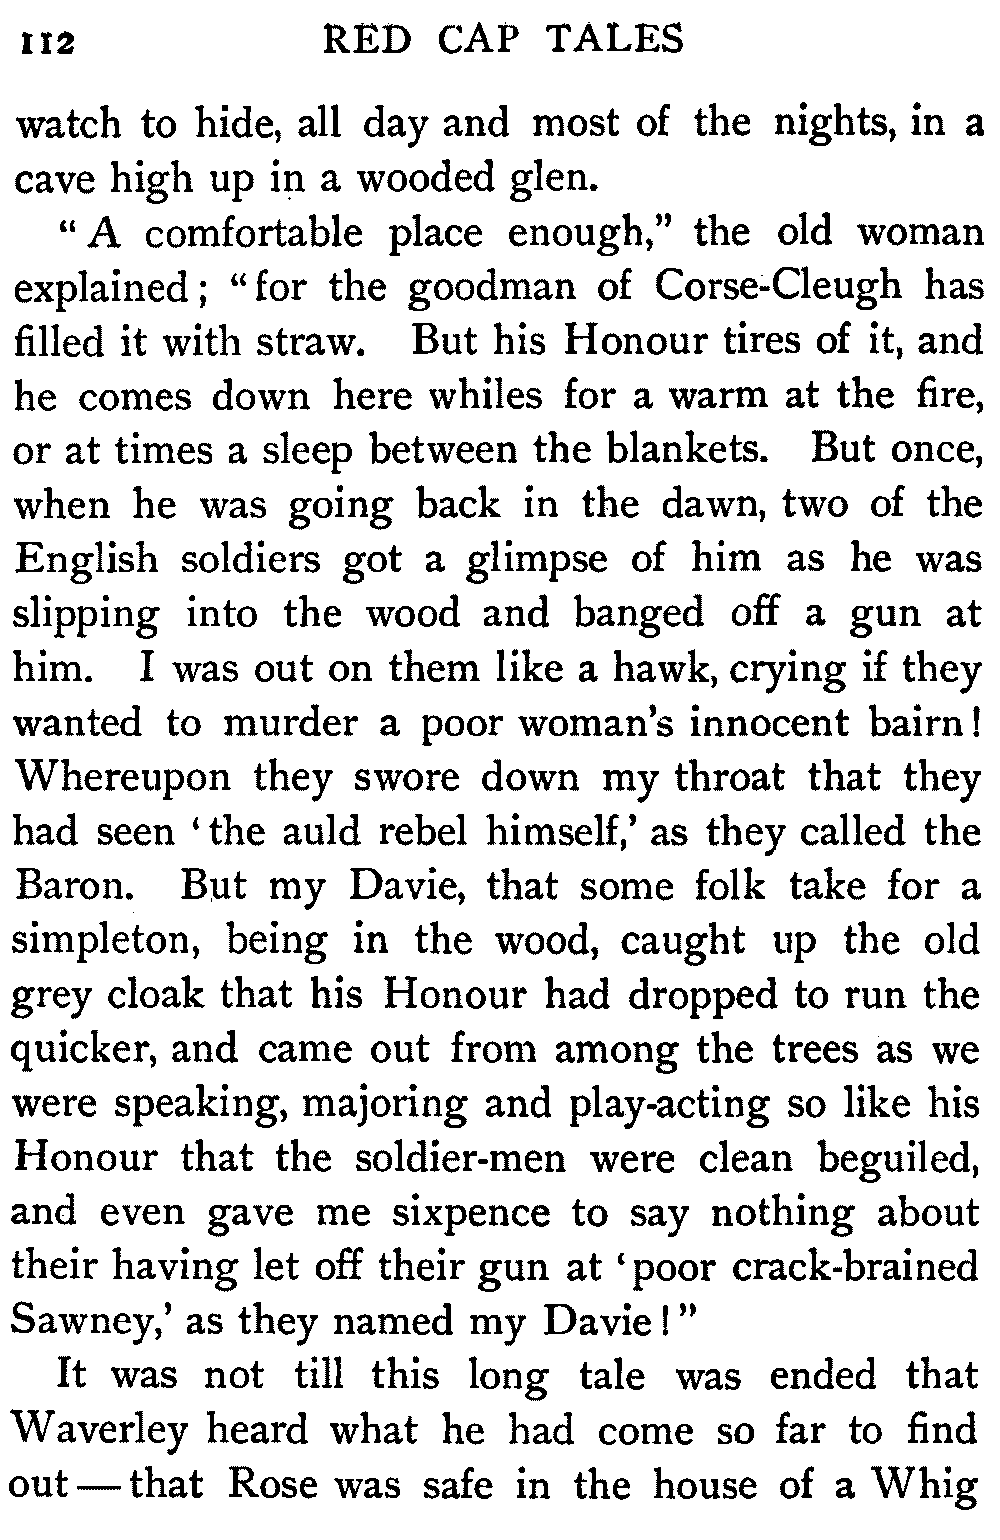 112 RED CAP TALES
watch to hide, all day and most of the nights, in a
cave high up in a wooded glen.
“A comfortable place enough,” the old woman
explained; “for the goodman of Corse-Cleugh has
filled it with straw. But his Honour tires of it, and
he comes down here whiles for a warm at the fire,
or at times a sleep between the blankets. But once,
when he was going back in the dawn, two of the
English soldiers got a glimpse of him as he was
slipping into the wood and banged off a gun at
him. I was out on them like a hawk, crying if they
wanted to murder a poor woman’s innocent bairn!
Whereupon they swore down my throat that they
had seen ‘the auld rebel himself,’ as they called the
Baron. But my Davie, that some folk take for a
simpleton, being in the wood, caught up the old
grey cloak that his Honour had dropped to run the
quicker, and came out from among the trees as we
were speaking, majoring and play-acting so like his
Honour that the soldier-men were clean beguiled,
and even gave me sixpence to say nothing about
their having let off their gun at ‘poor crack-brained
Sawney,’ as they named my Davie!”
It was not till this long tale was ended that
Waverley heard what he had come so far to find
out—that Rose was safe in the house of a Whig